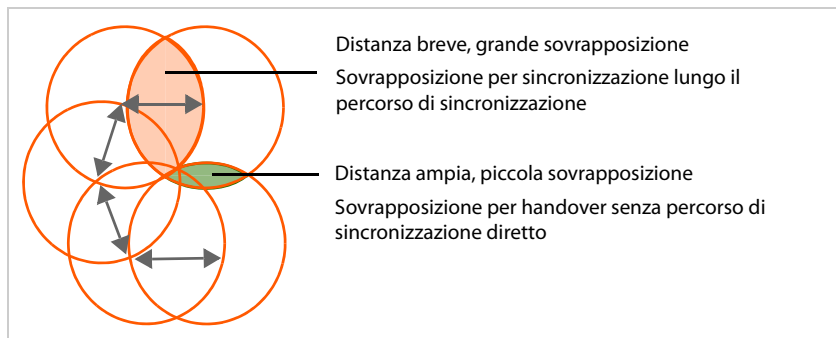 Distanza breve, grande sovrapposizione
Sovrapposizione per sincronizzazione lungo il
percorso di sincronizzazione
Distanza ampia, piccola sovrapposizione
Sovrapposizione per handover senza percorso di
sincronizzazione diretto